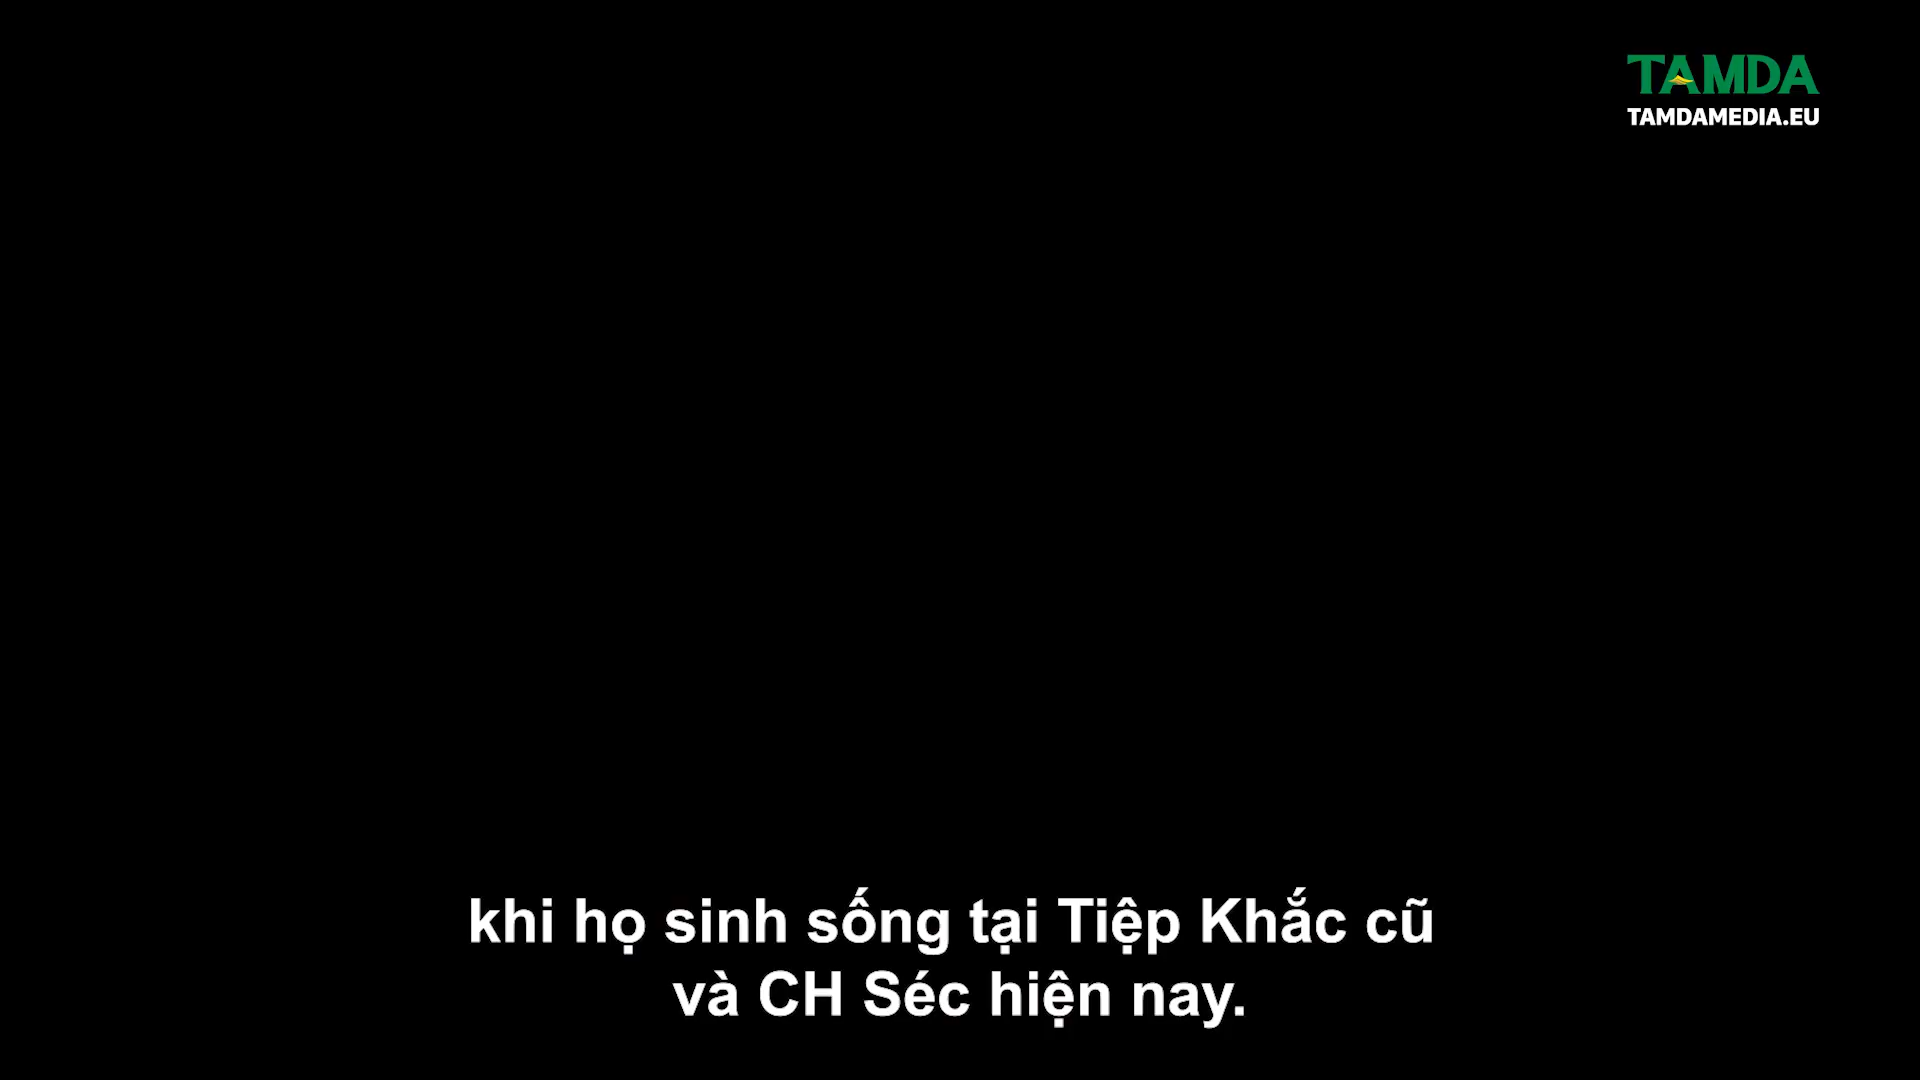 TAMDA
TAMDAMEDIA.EU
khi họ sinh sống tại Tiệp Khắc cũ
và CH Séc hiện nay.